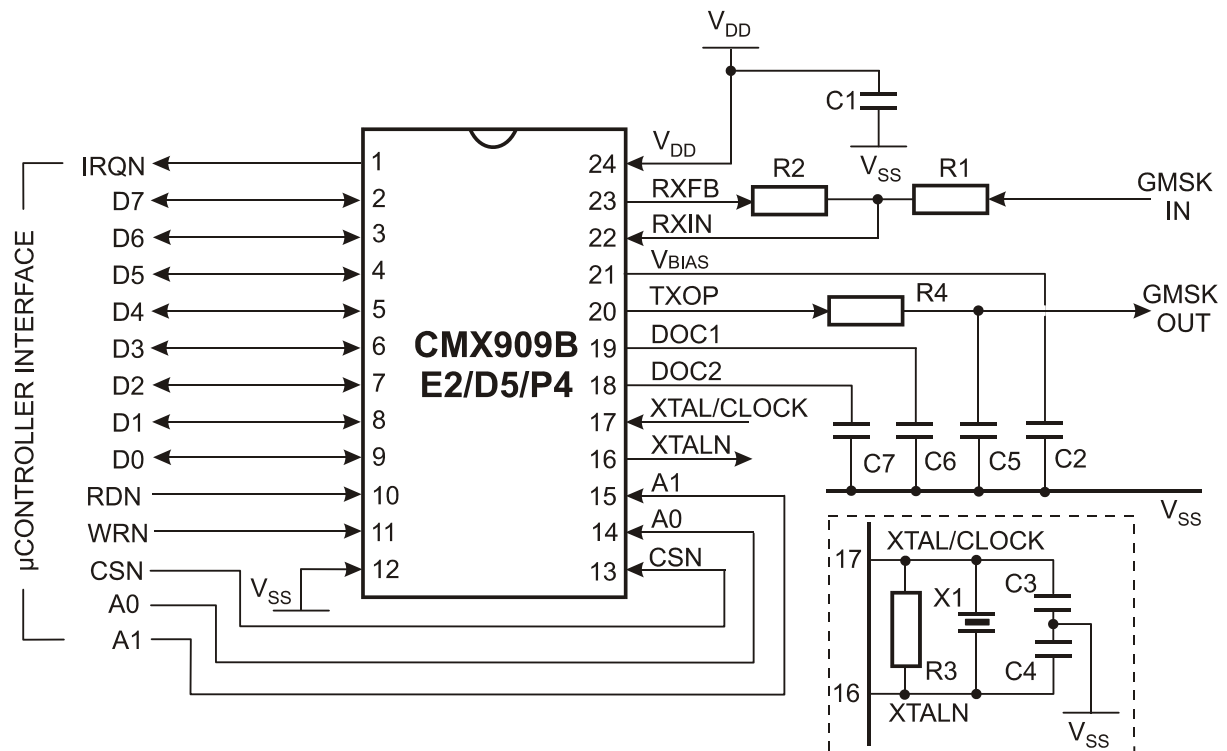 VDD
C1
VSS
µCONTROLLER INTERFACE
IRQN 1 24 VDD
D7 2 23 RXFB R2 R1 GMSK IN
D6 3 22 RXIN
D5 4 21 VBIAS
D4 5 20 TXOP R4 GMSK OUT
D3 6 19 DOC1
D2 7 18 DOC2
D1 8 17 XTAL/CLOCK
D0 9 16 XTALN
RDN 10 15 A1
WRN 11 14 A0
CSN 12 13 CSN
VSS
A0
A1
CMX909B
E2/D5/P4
C7 C6 C5 C2
VSS
17 XTAL/CLOCK
X1 C3
R3 C4
16 XTALN
VSS